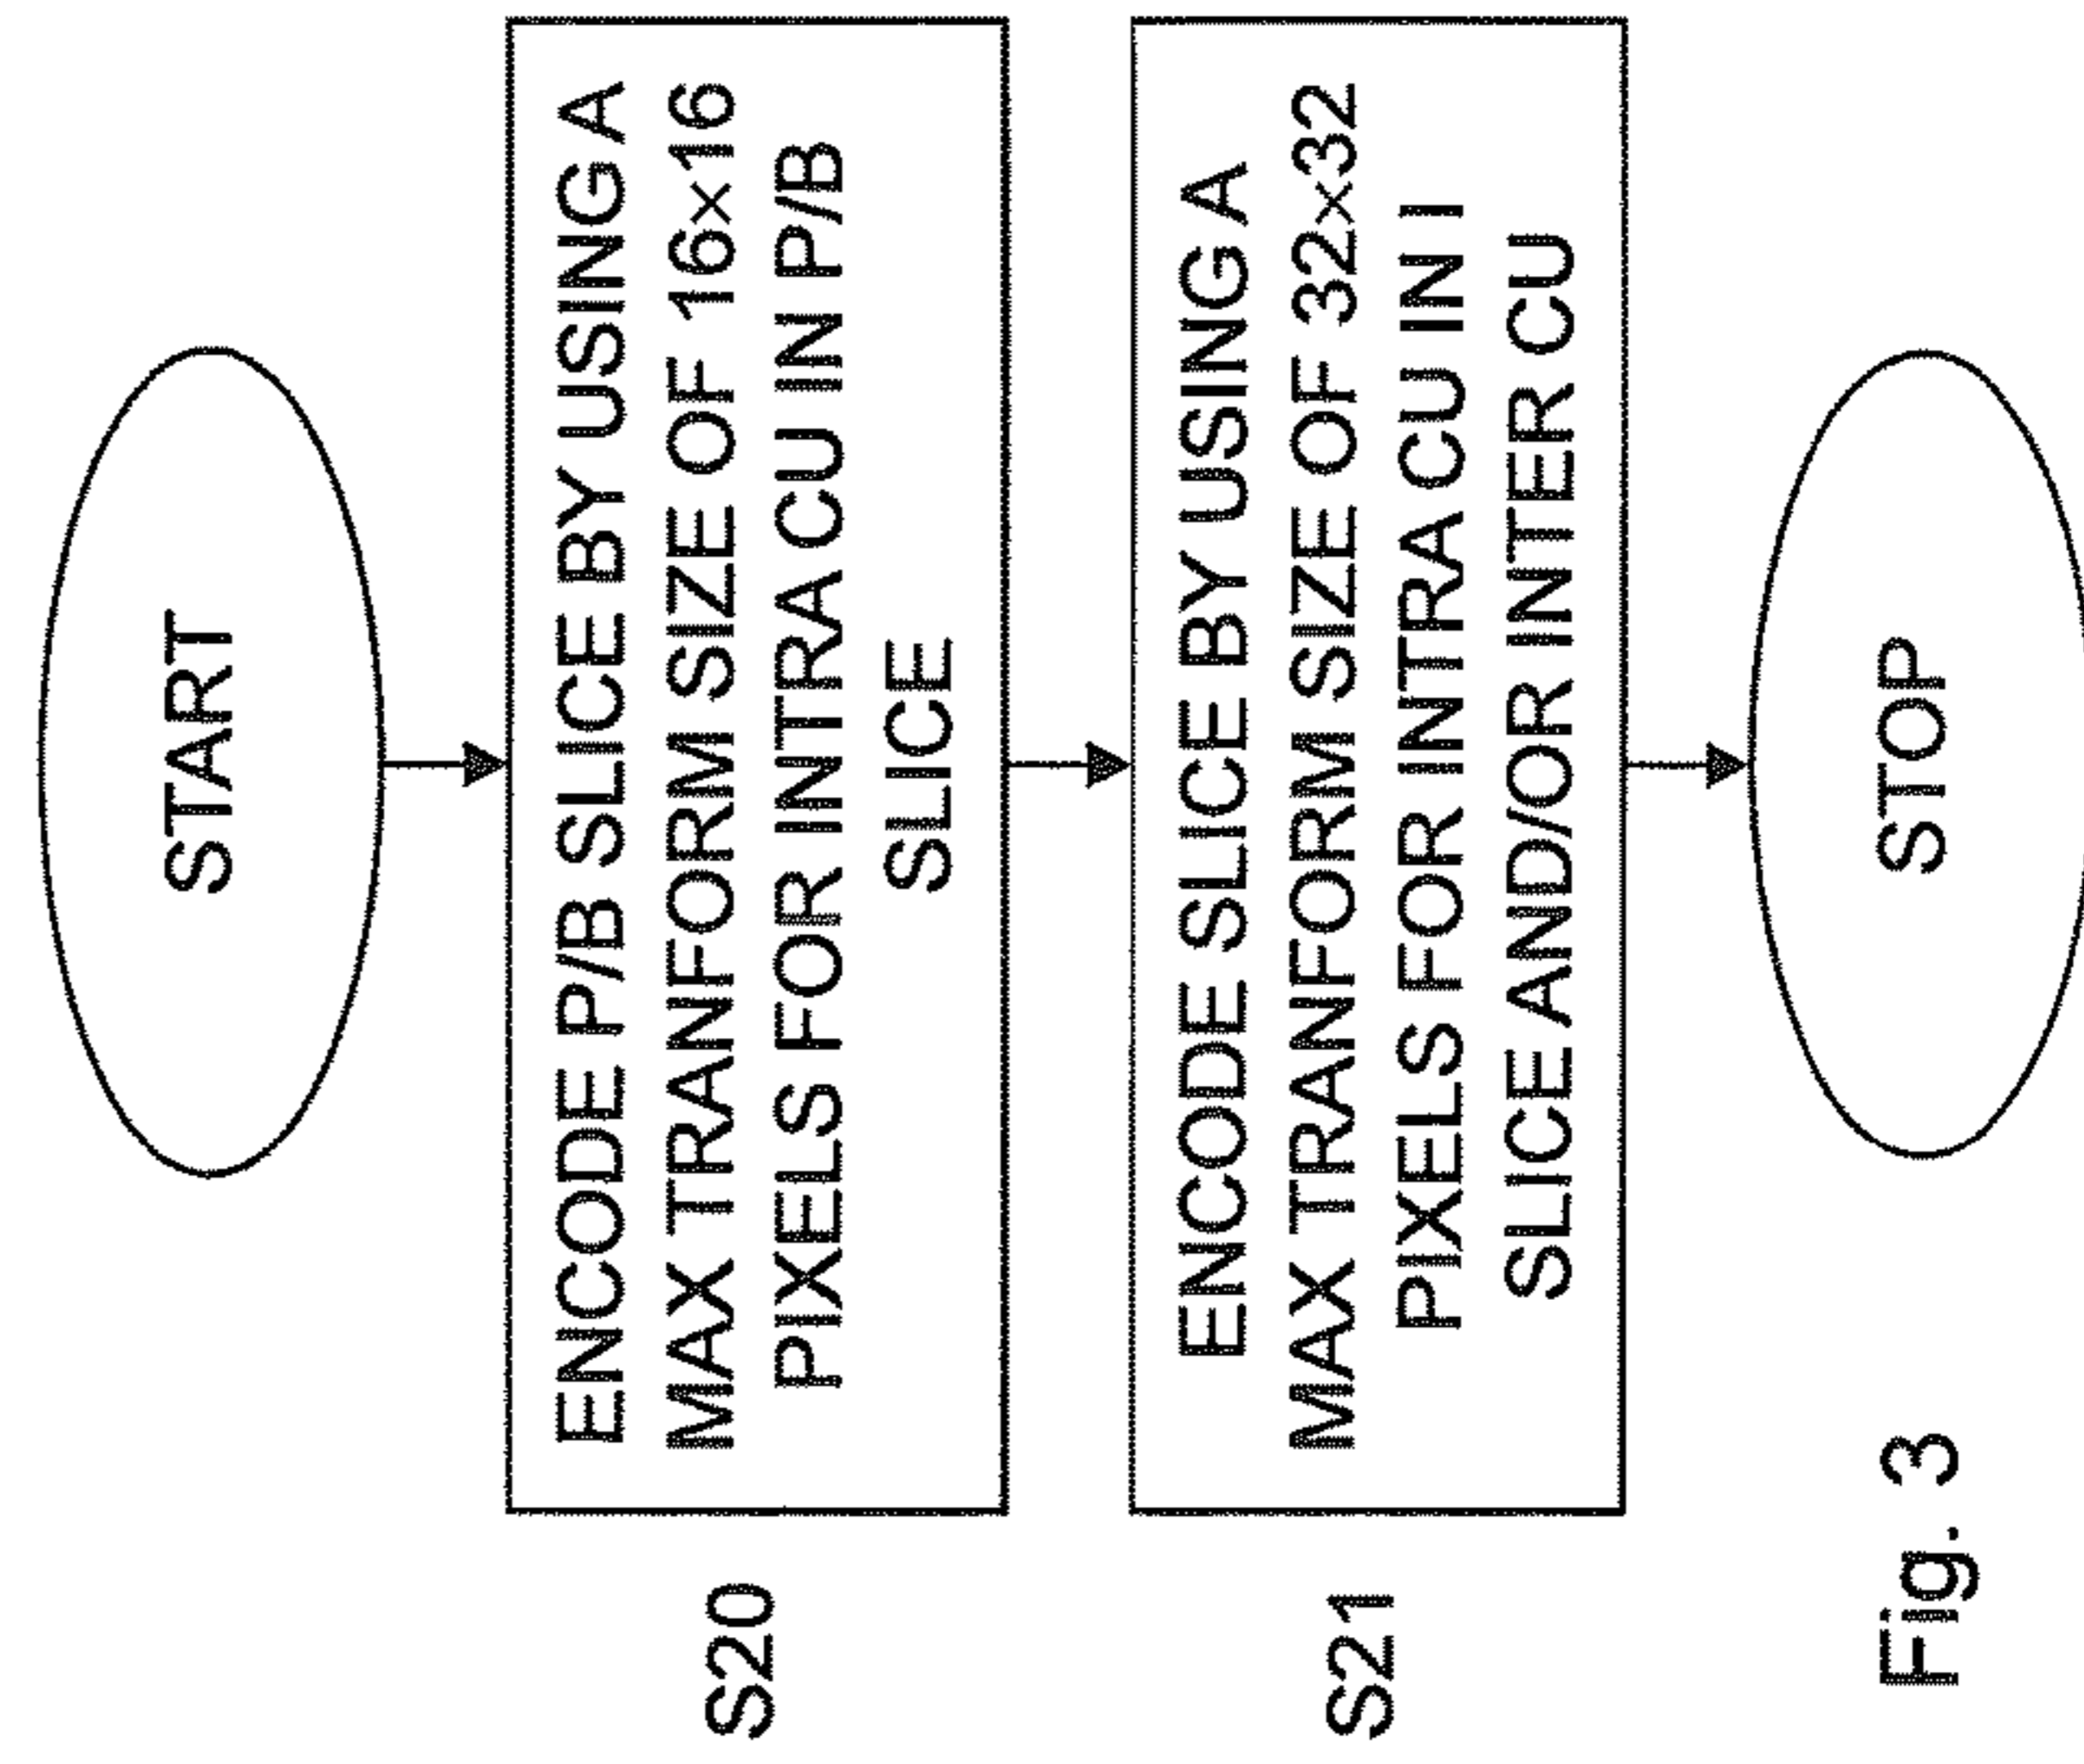 START
S20
ENCODE P/B SLICE BY USING A
MAX TRANFORM SIZE OF 16×16
PIXELS FOR INTRA CU IN P/B
SLICE
S21
ENCODE SLICE BY USING A
MAX TRANFORM SIZE OF 32×32
PIXELS FOR INTRA CU IN I
SLICE AND/OR INTER CU
STOP
Fig. 3